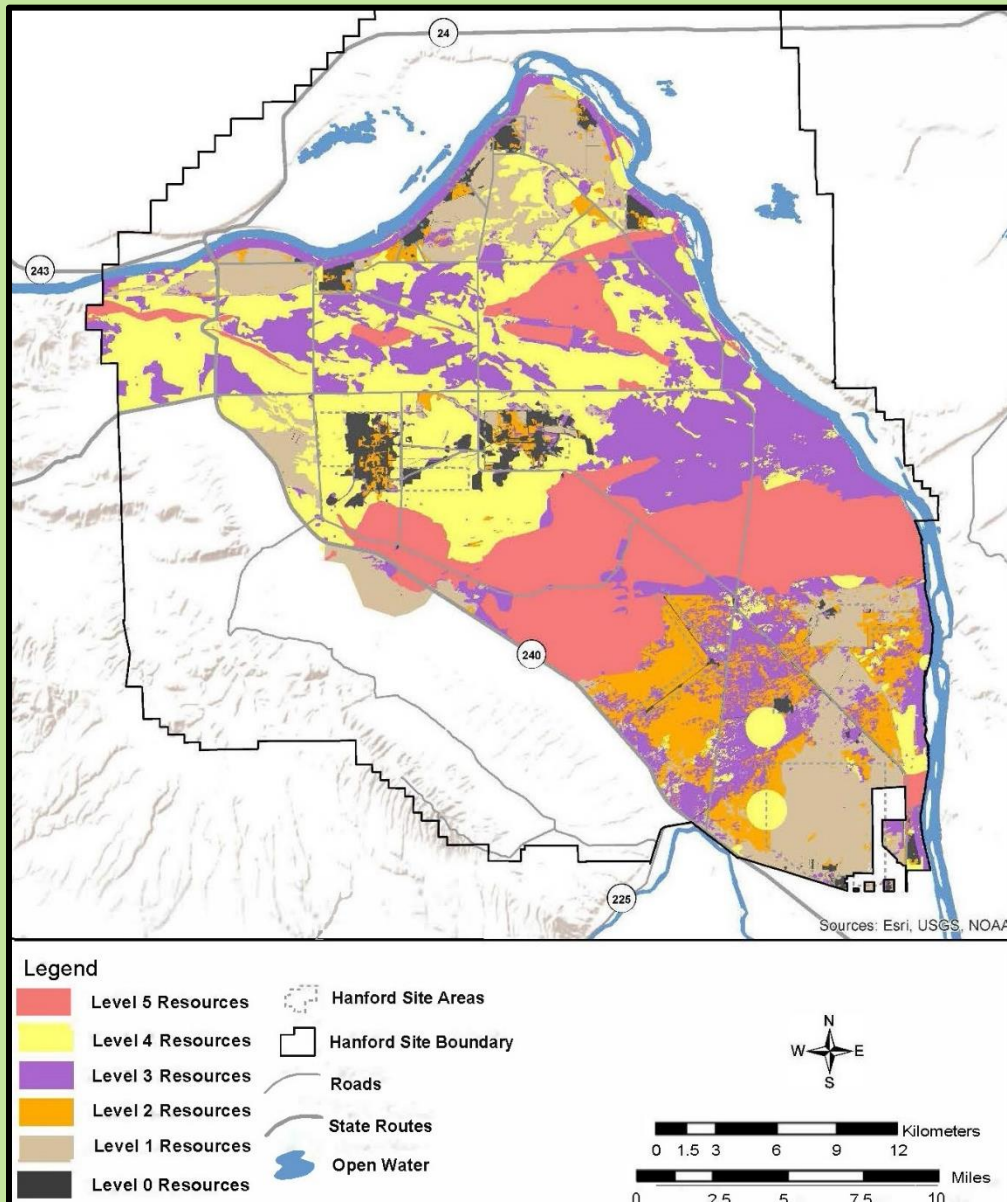 24
243
240
225
Sources: Esri, USGS, NOAA
Legend
Level 5 Resources
Level 4 Resources
Level 3 Resources
Level 2 Resources
Level 1 Resources
Level 0 Resources
Hanford Site Areas
Hanford Site Boundary
Roads
State Routes
Open Water
N
W E
S
Kilometers
0 1.5 3 6 9 12
Miles
0 2.5 5 7.5 10